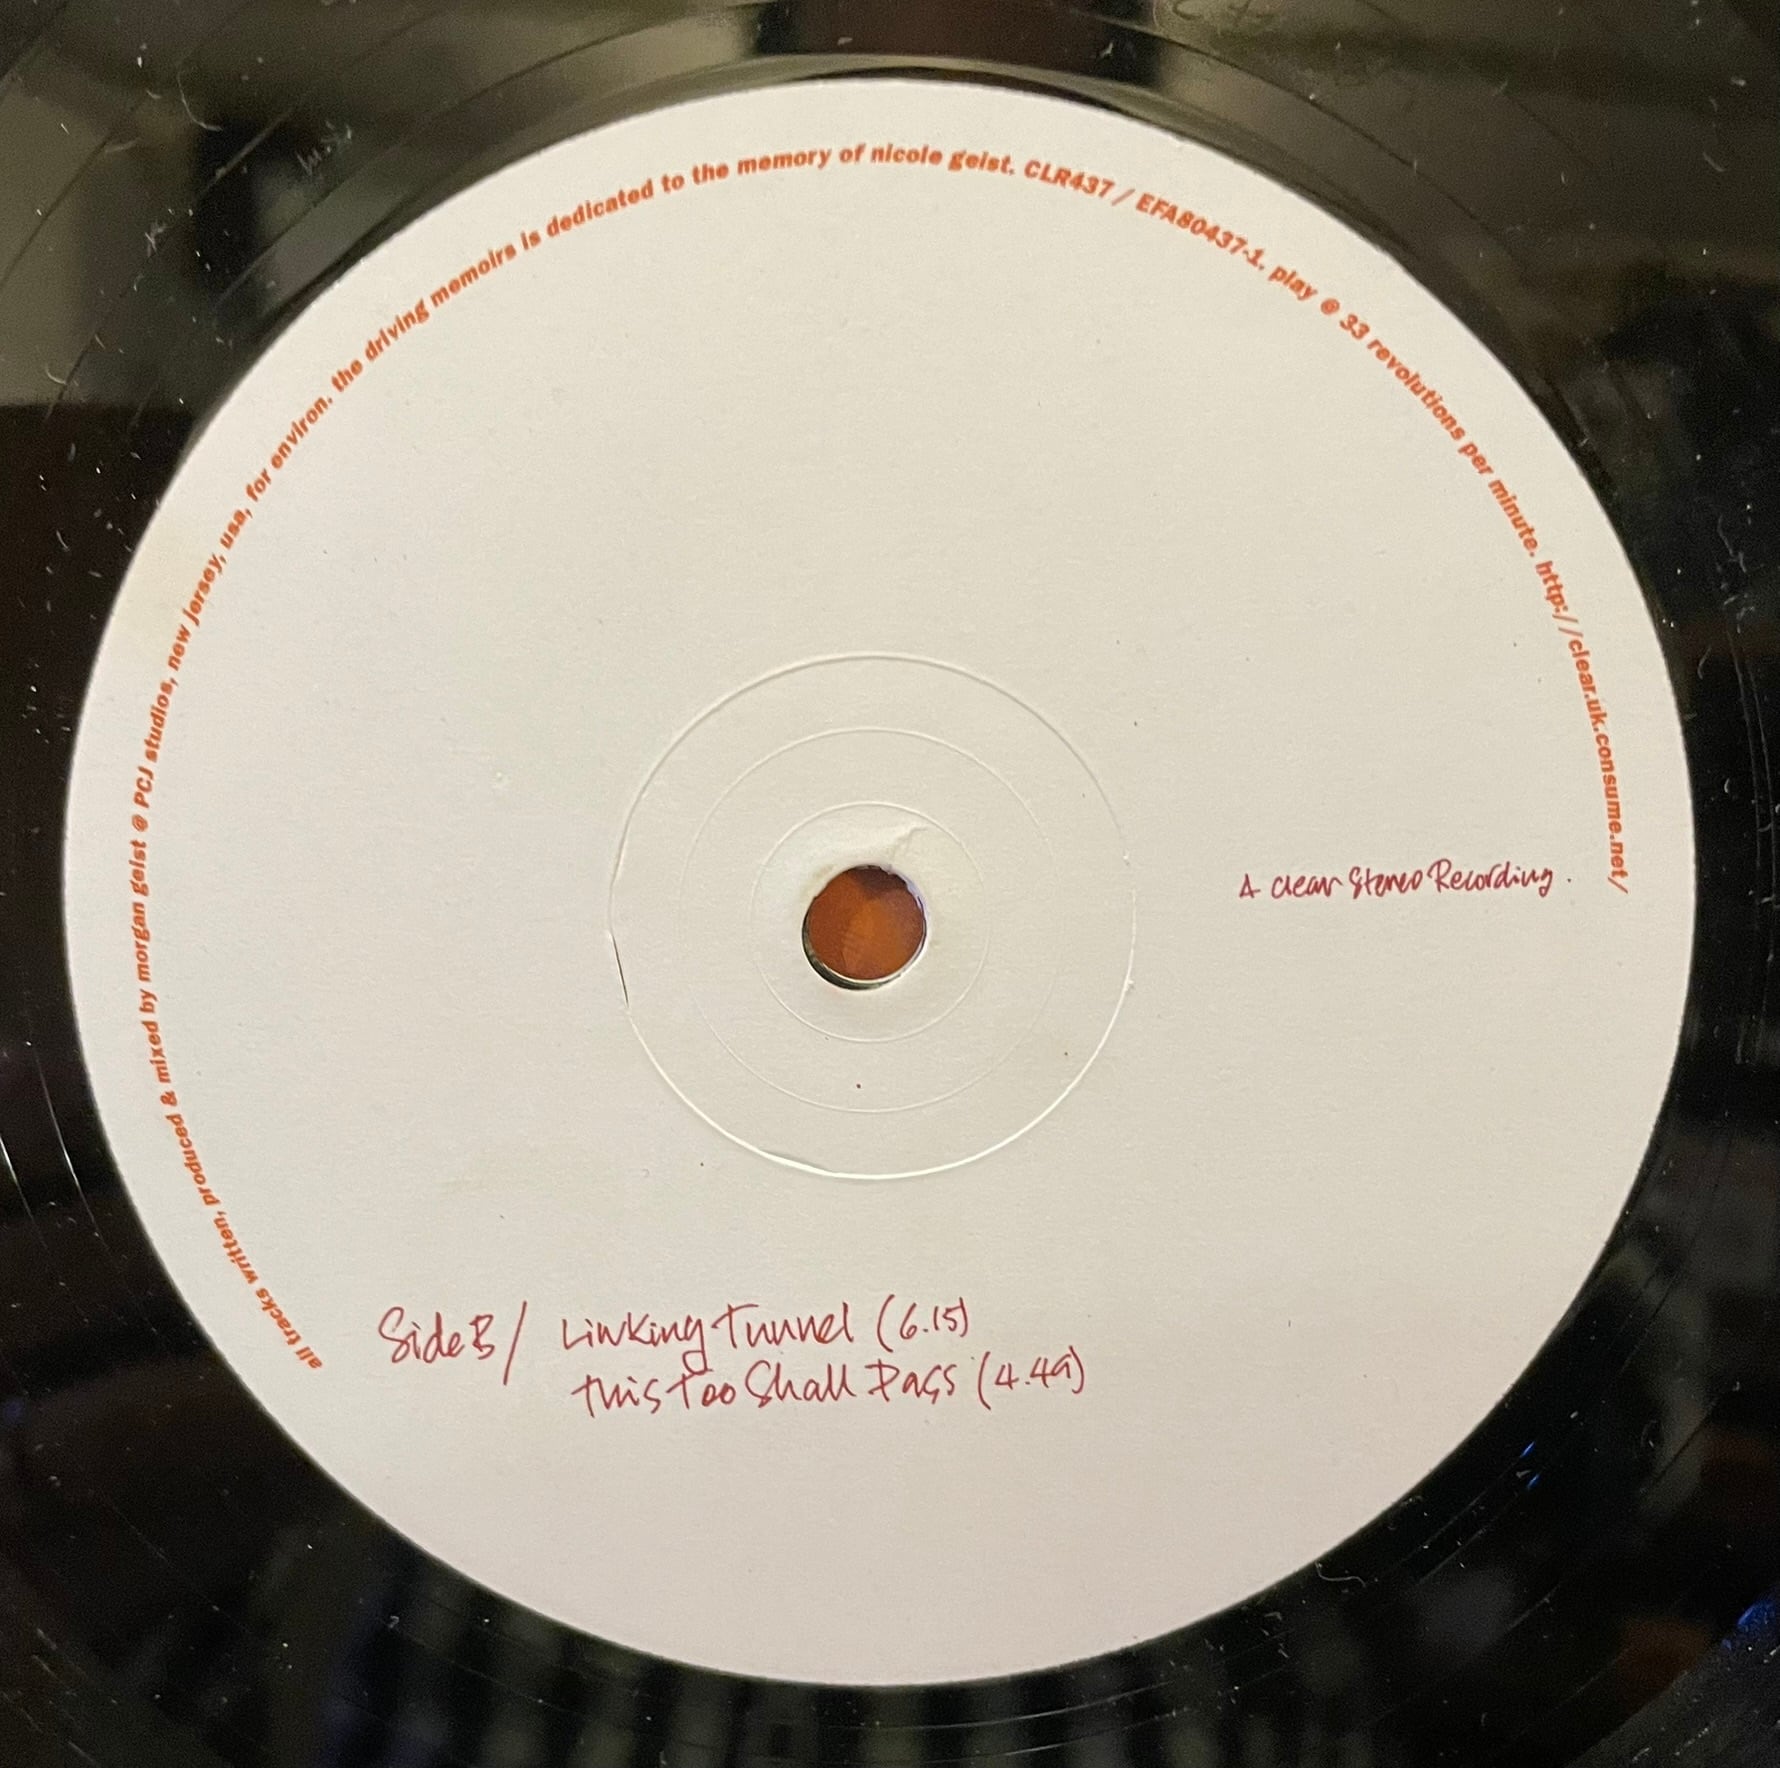 all tracks written, produced & mixed by morgan geist @ PCJ studios, new jersey, usa, for environ. the driving memoirs is dedicated to the memory of nicole geist. CLR437 / EFA80437-1. play @ 33 revolutions per minute. http://clear.uk.consume.net/
A Clear Stereo Recording.
Side B / Linking Tunnel (6.15)
This Too Shall Pass (4.49)